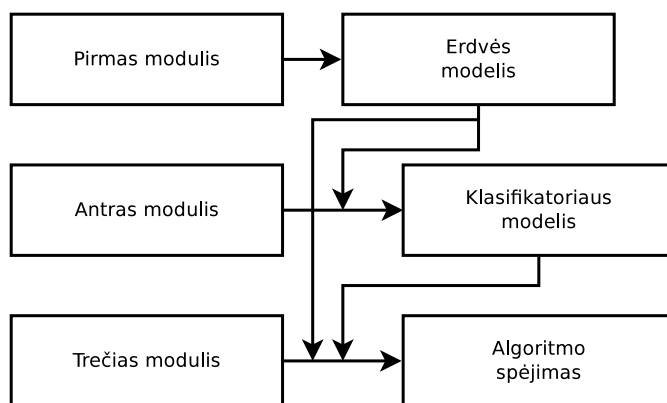 Pirmas modulis
Erdvės
modelis
Antras modulis
Klasifikatoriaus
modelis
Trečias modulis
Algoritmo
spėjimas